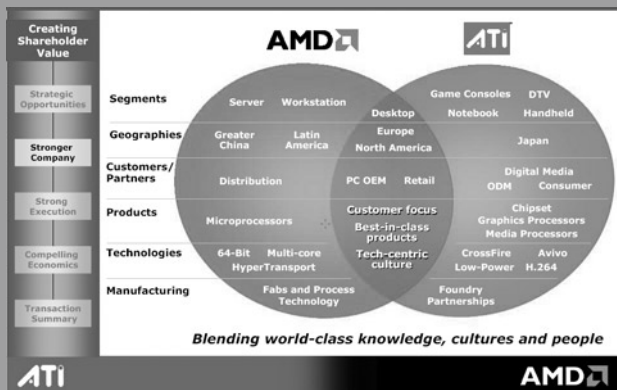 Creating
Shareholder
Value
Strategic
Opportunities
Stronger
Company
Strong
Execution
Compelling
Economics
Transaction
Summary
AMD
ATI
Segments
Server Workstation
Desktop
Game Consoles DTV
Notebook Handheld
Geographies
Greater
China
Latin
America
Europe
North America
Japan
Customers/
Partners
Distribution
PC OEM Retail
Digital Media
ODM Consumer
Products
Microprocessors
Customer focus
Best-in-class
products
Tech-centric
culture
Chipset
Graphics Processors
Media Processors
Technologies
64-Bit Multi-core
HyperTransport
CrossFire Avivo
Low-Power H.264
Manufacturing
Fabs and Process
Technology
Foundry
Partnerships
Blending world-class knowledge, cultures and people
ATI
AMD